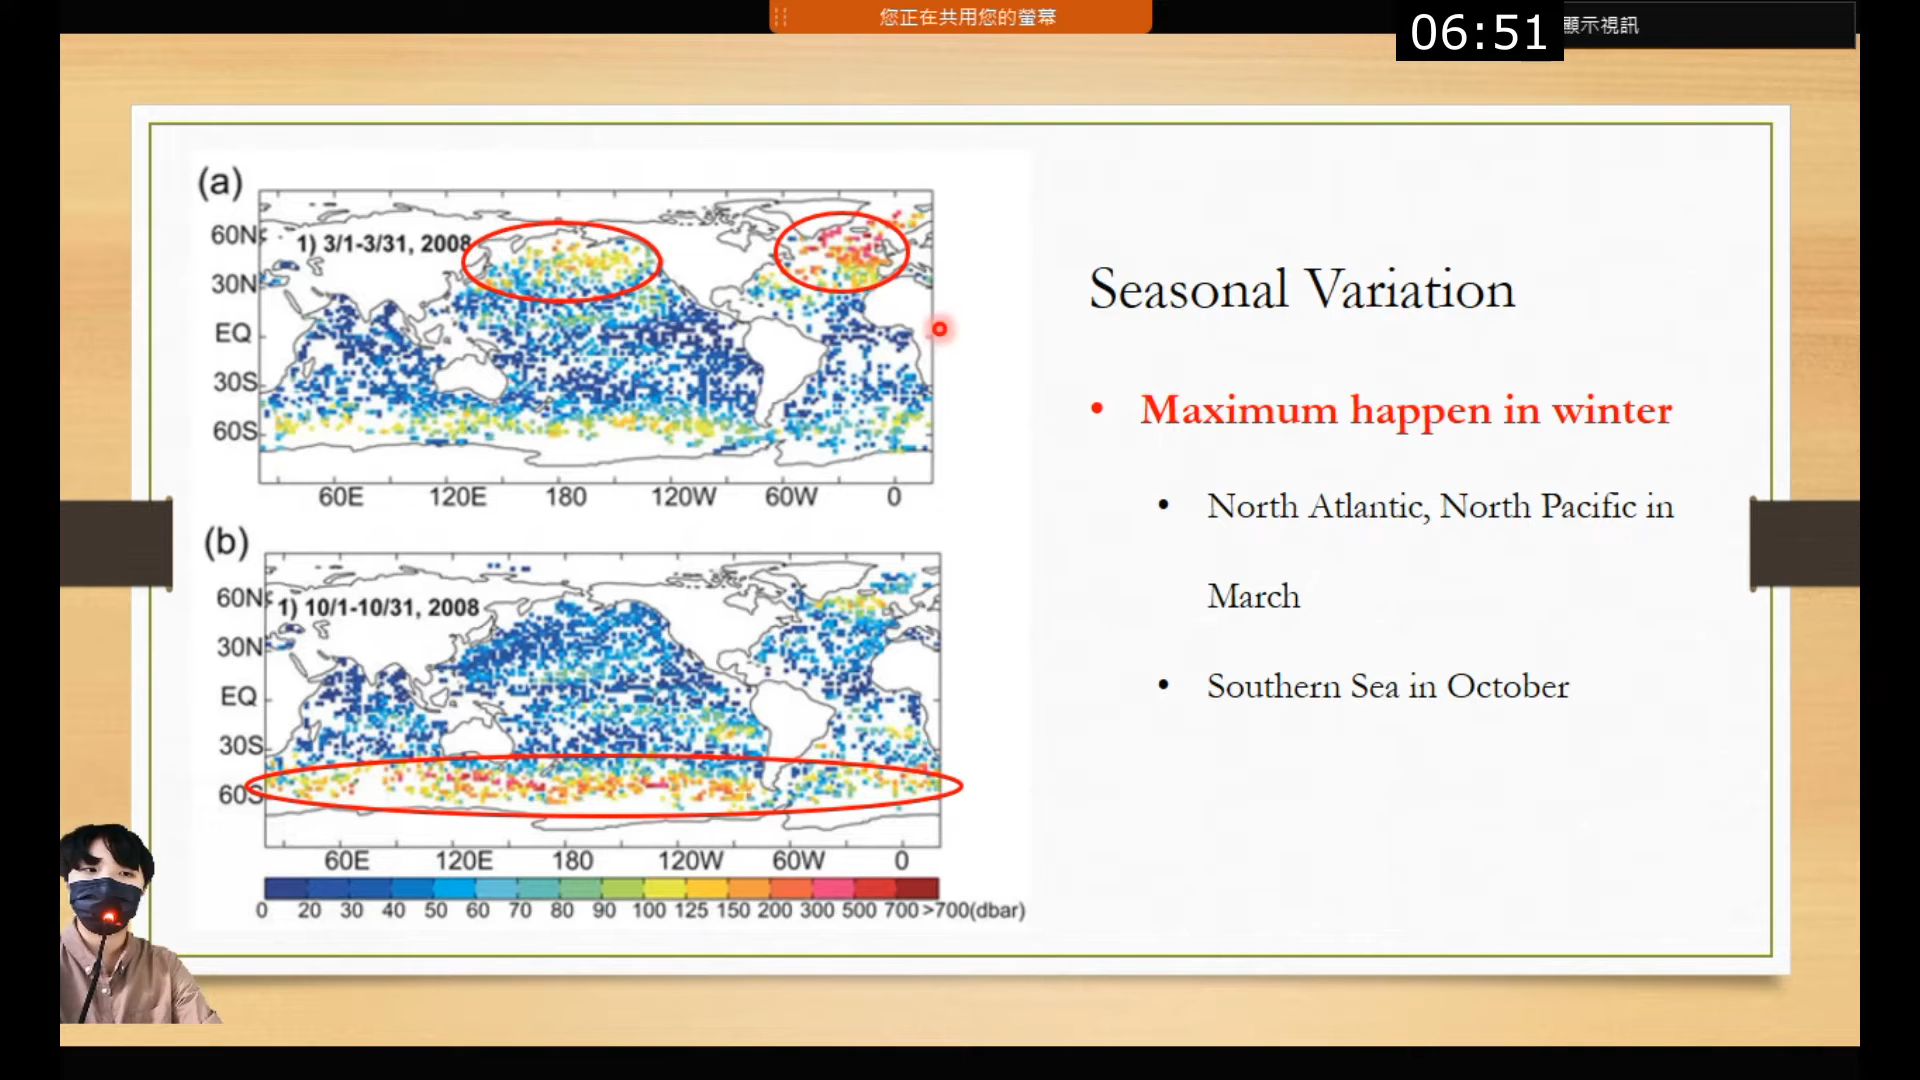 您正在共用您的螢幕
06:51
顯示視訊
(a)
1) 3/1-3/31, 2008
60N
30N
EQ
30S
60S
60E 120E 180 120W 60W 0
(b)
1) 10/1-10/31, 2008
60N
30N
EQ
30S
60S
60E 120E 180 120W 60W 0
0 20 30 40 50 60 70 80 90 100 125 150 200 300 500 700 >700(dbar)
Seasonal Variation
• Maximum happen in winter
• North Atlantic, North Pacific in
March
• Southern Sea in October